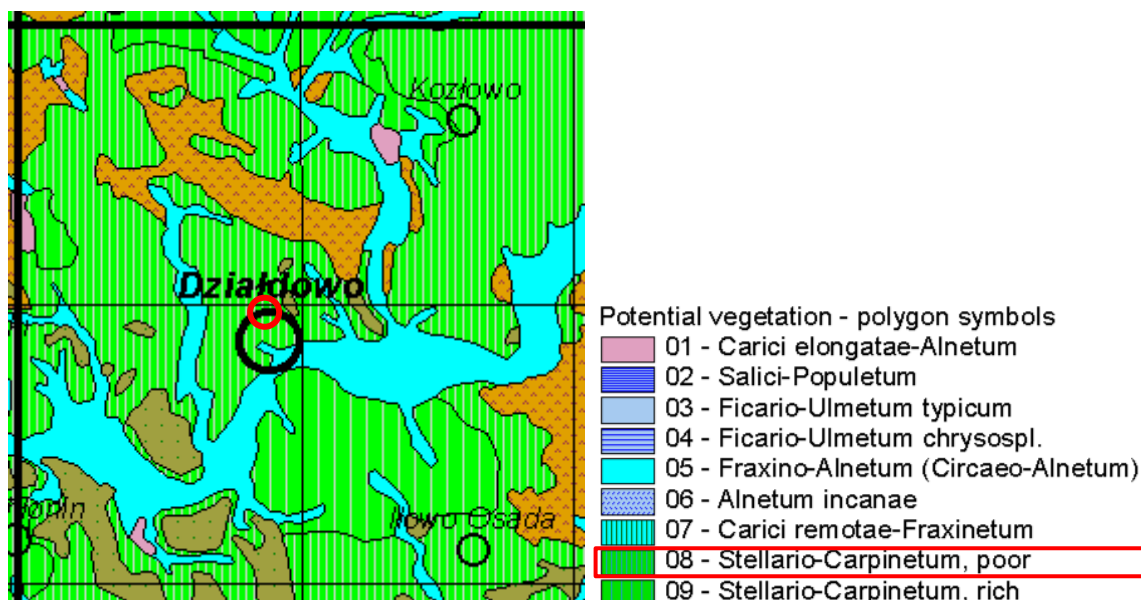 Kozłowo
Działdowo
Iłowo Osada
Potential vegetation - polygon symbols
01 - Carici elongatae-Alnetum
02 - Salici-Populetum
03 - Ficario-Ulmetum typicum
04 - Ficario-Ulmetum chrysospl.
05 - Fraxino-Alnetum (Circaeo-Alnetum)
06 - Alnetum incanae
07 - Carici remotae-Fraxinetum
08 - Stellario-Carpinetum, poor
09 - Stellario-Carpinetum, rich